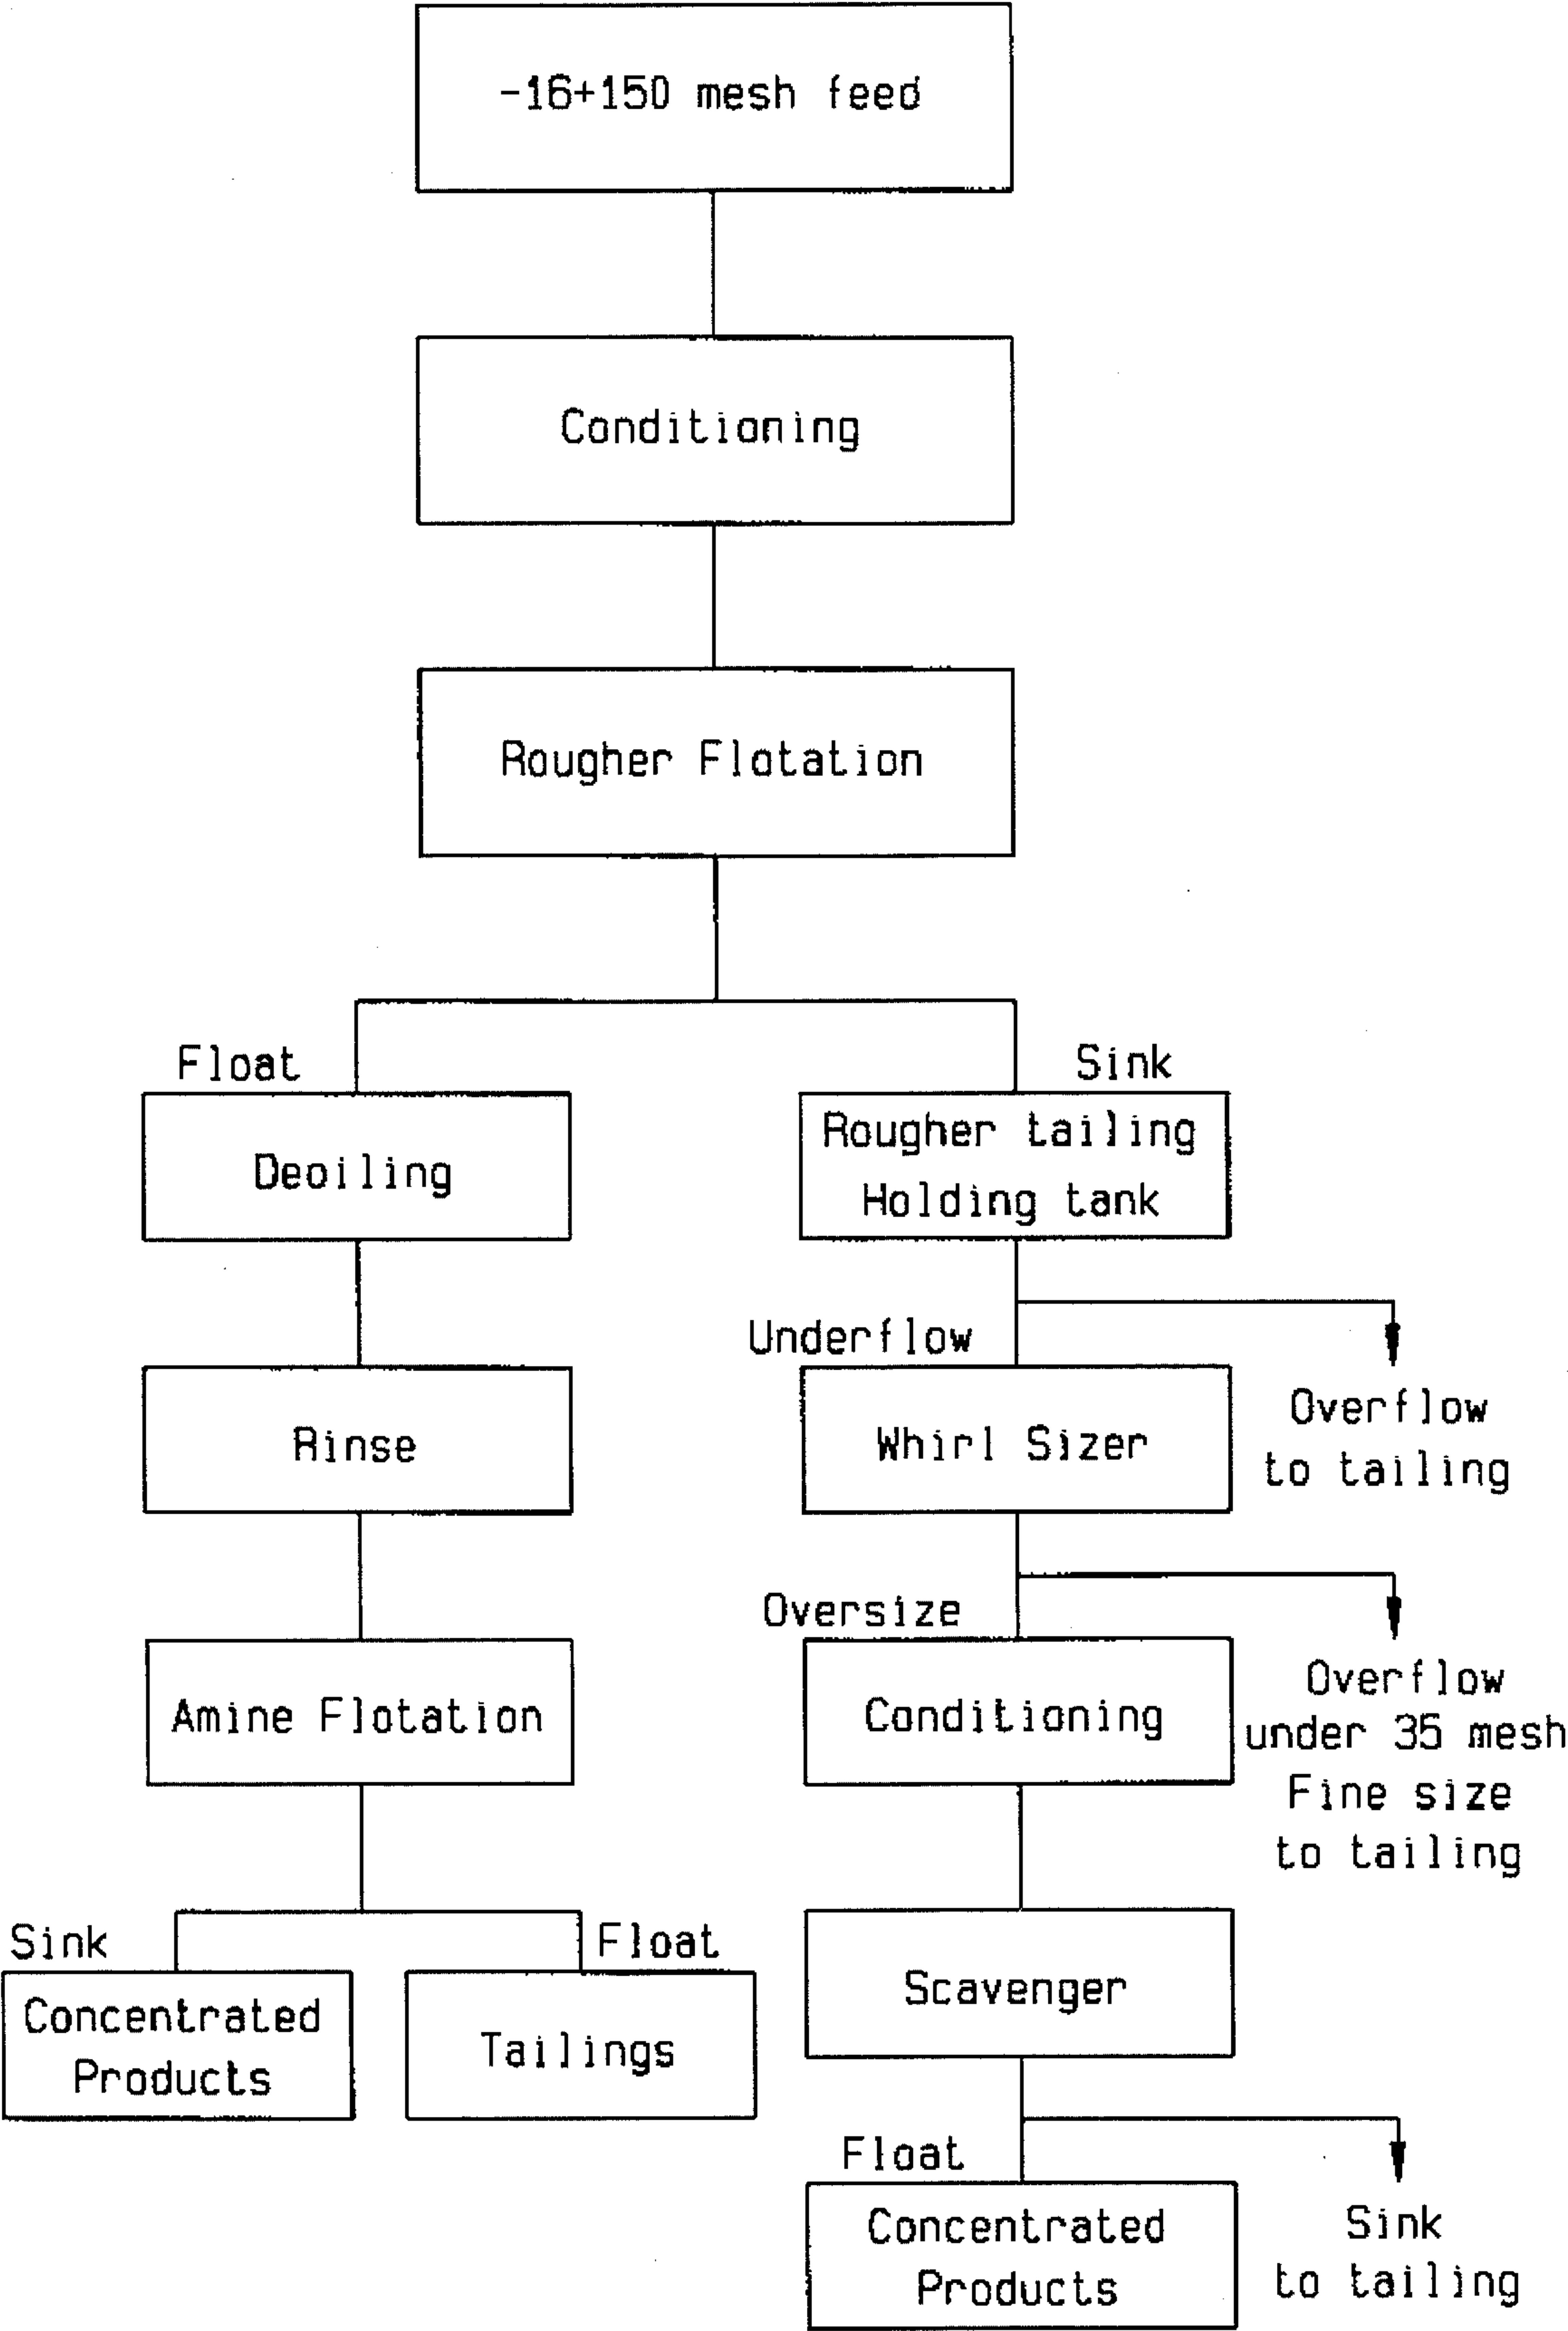 -16+150 mesh feed
Conditioning
Rougher Flotation
Float
Deoiling
Rinse
Amine Flotation
Sink
Concentrated
Products
Float
Tailings
Sink
Rougher tailing
Holding tank
Underflow
Overflow
to tailing
Whirl Sizer
Oversize
Overflow
under 35 mesh
Fine size
to tailing
Conditioning
Scavenger
Float
Concentrated
Products
Sink
to tailing